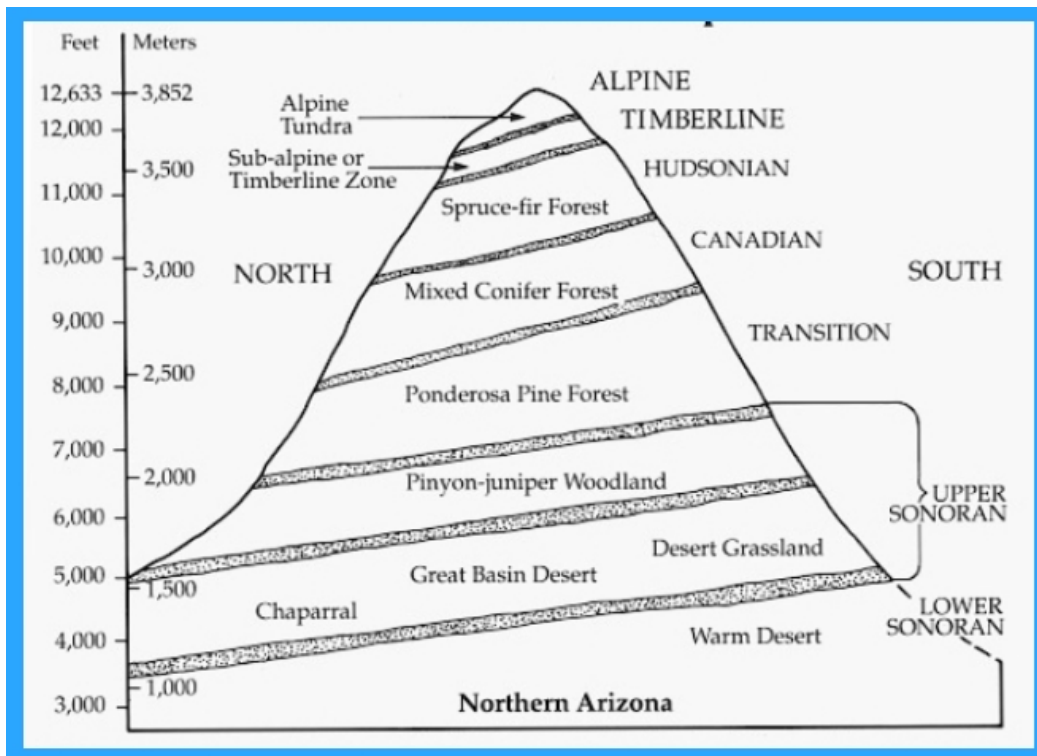 Feet Meters
12,633 3,852
ALPINE
Alpine
Tundra
12,000
TIMBERLINE
Sub-alpine or
Timberline Zone
3,500
HUDSONIAN
11,000
Spruce-fir Forest
CANADIAN
10,000
3,000
NORTH
SOUTH
Mixed Conifer Forest
9,000
TRANSITION
2,500
8,000
Ponderosa Pine Forest
7,000
2,000
Pinyon-juniper Woodland
UPPER
SONORAN
6,000
Desert Grassland
5,000
Great Basin Desert
1,500
Chaparral
LOWER
SONORAN
4,000
Warm Desert
1,000
3,000
Northern Arizona